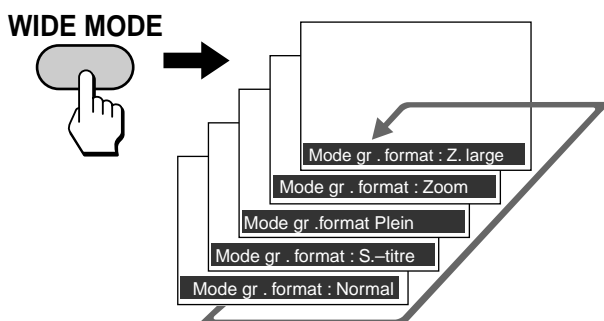 WIDE MODE
Mode gr . format : Z. large
Mode gr . format : Zoom
Mode gr .format Plein
Mode gr . format : S.–titre
Mode gr . format : Normal